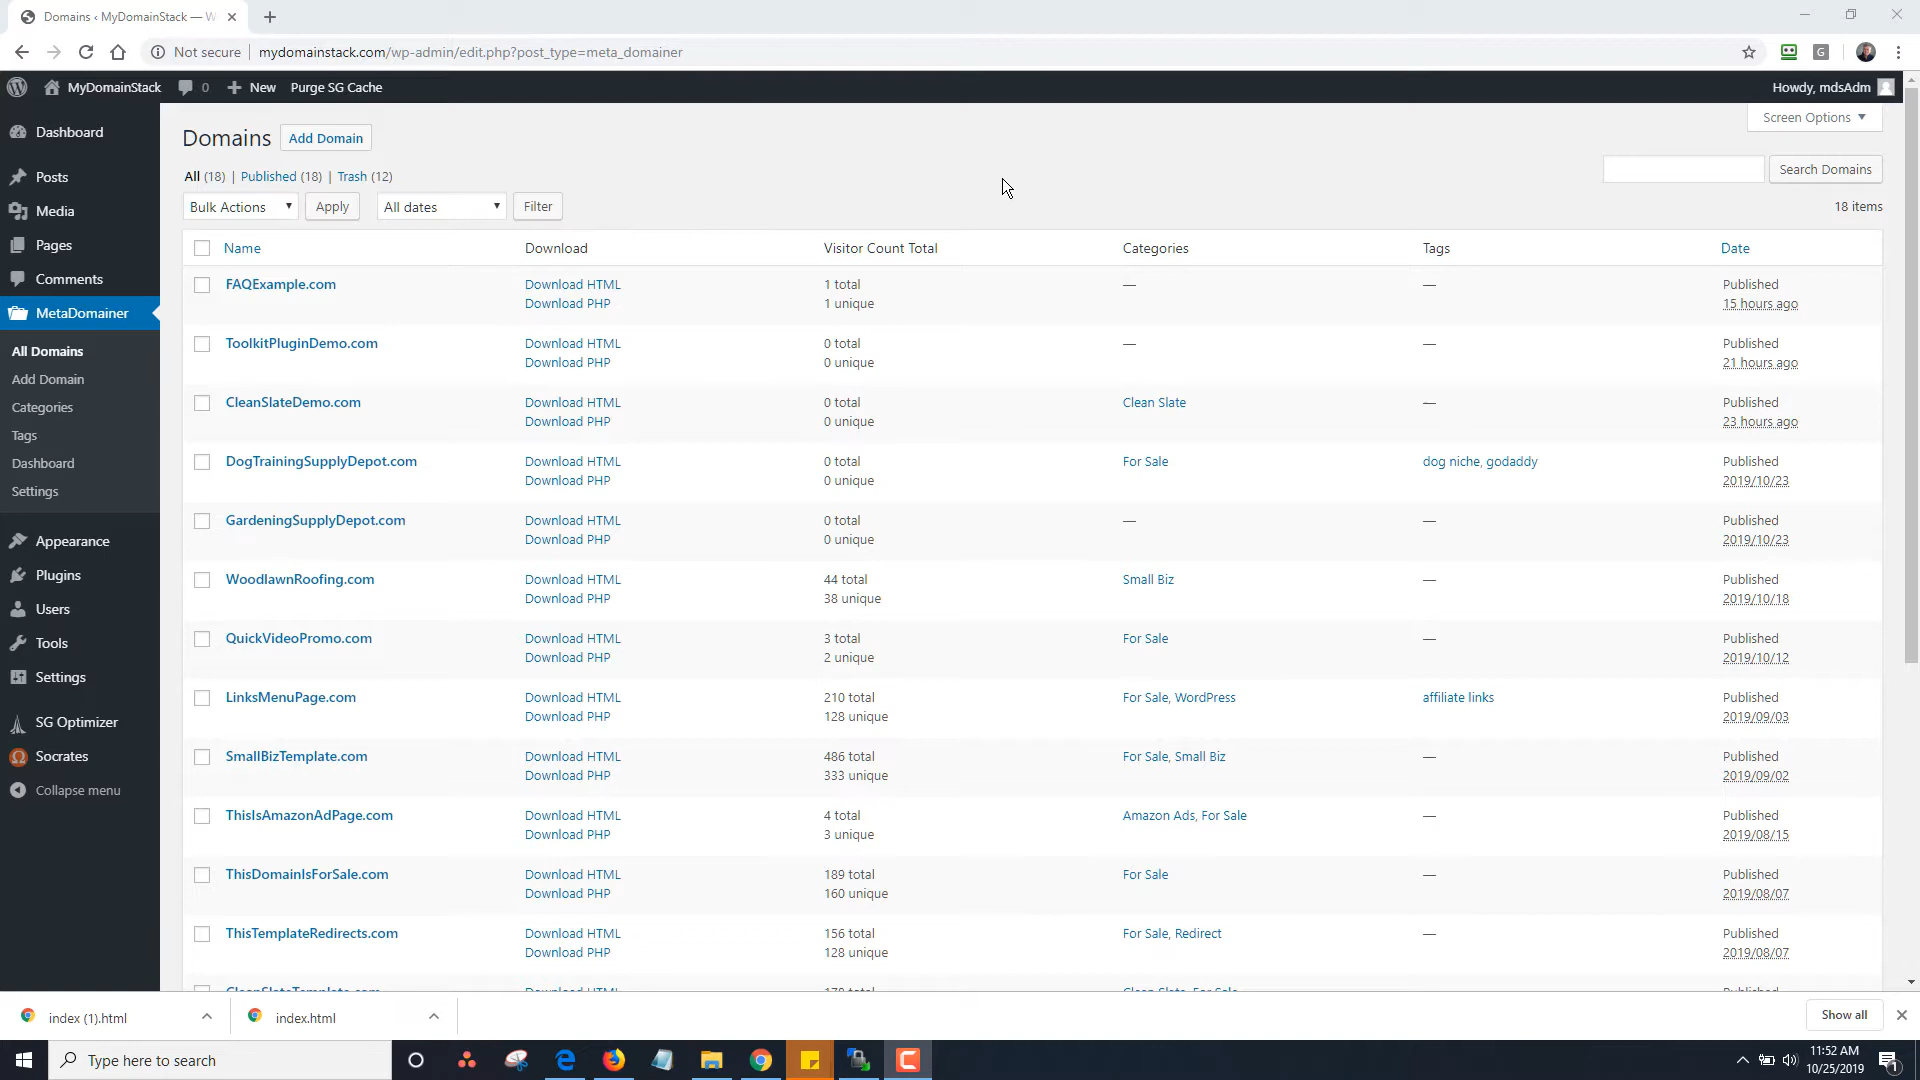 Domains ‹ MyDomainStack — W
Not secure mydomainstack.com/wp-admin/edit.php?post_type=meta_domainer
MyDomainStack 0 New Purge SG Cache Howdy, mdsAdm
Dashboard
Posts
Media
Pages
Comments
MetaDomainer
All Domains
Add Domain
Categories
Tags
Dashboard
Settings
Appearance
Plugins
Users
Tools
Settings
SG Optimizer
Socrates
Collapse menu
Screen Options
Domains Add Domain
All (18) | Published (18) | Trash (12) Search Domains
Bulk Actions Apply All dates Filter 18 items
Name Download Visitor Count Total Categories Tags Date
FAQExample.com Download HTML 1 total — — Published
Download PHP 1 unique 15 hours ago
ToolkitPluginDemo.com Download HTML 0 total — — Published
Download PHP 0 unique 21 hours ago
CleanSlateDemo.com Download HTML 0 total Clean Slate — Published
Download PHP 0 unique 23 hours ago
DogTrainingSupplyDepot.com Download HTML 0 total For Sale dog niche, godaddy Published
Download PHP 0 unique 2019/10/23
GardeningSupplyDepot.com Download HTML 0 total — — Published
Download PHP 0 unique 2019/10/23
WoodlawnRoofing.com Download HTML 44 total Small Biz — Published
Download PHP 38 unique 2019/10/18
QuickVideoPromo.com Download HTML 3 total For Sale — Published
Download PHP 2 unique 2019/10/12
LinksMenuPage.com Download HTML 210 total For Sale, WordPress affiliate links Published
Download PHP 128 unique 2019/09/03
SmallBizTemplate.com Download HTML 486 total For Sale, Small Biz — Published
Download PHP 333 unique 2019/09/02
ThisIsAmazonAdPage.com Download HTML 4 total Amazon Ads, For Sale — Published
Download PHP 3 unique 2019/08/15
ThisDomainIsForSale.com Download HTML 189 total For Sale — Published
Download PHP 160 unique 2019/08/07
ThisTemplateRedirects.com Download HTML 156 total For Sale, Redirect — Published
Download PHP 128 unique 2019/08/07
index (1).html index.html Show all
Type here to search 11:52 AM
10/25/2019 1